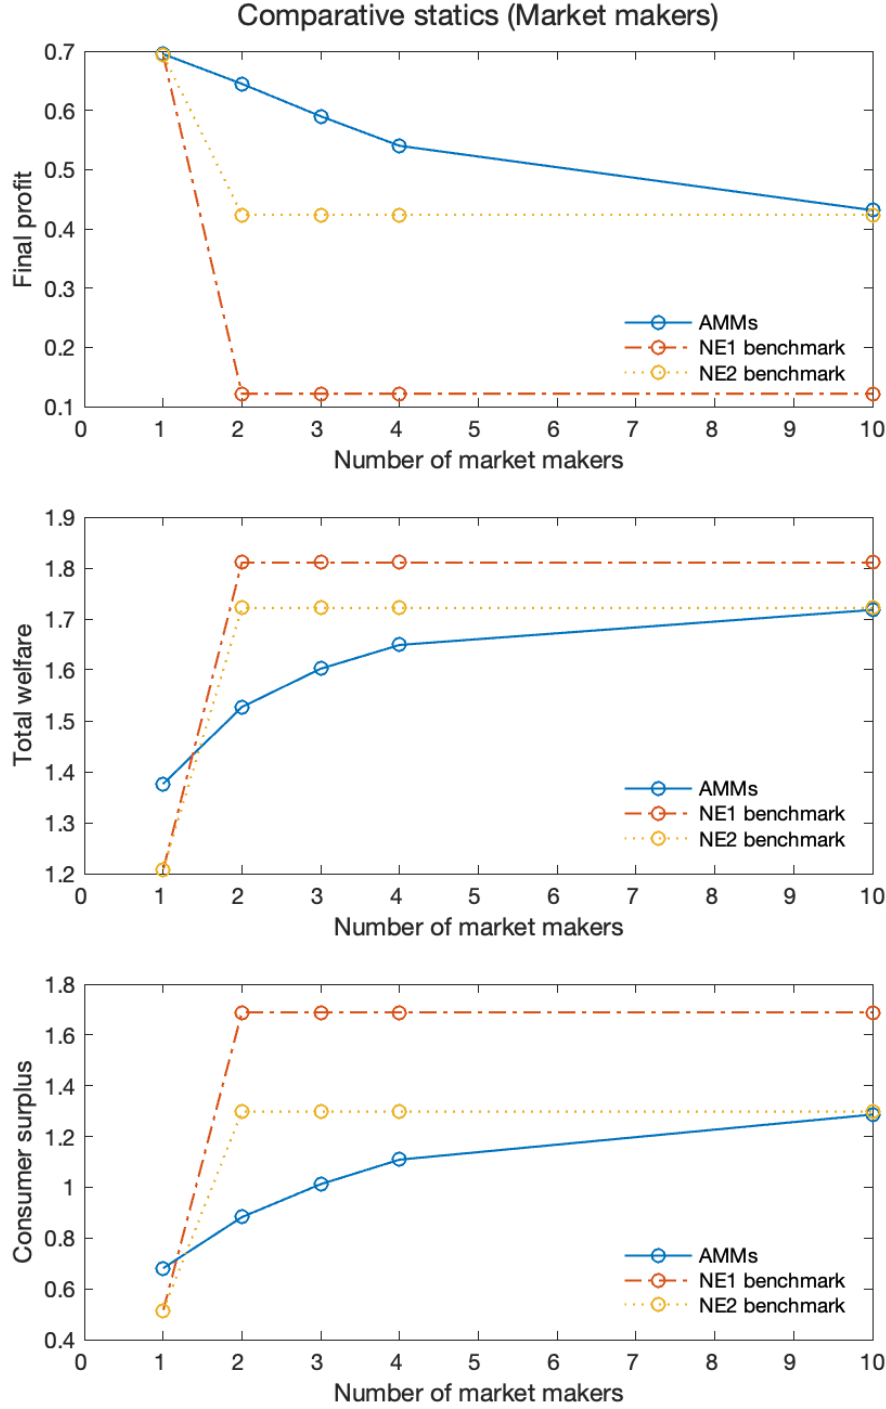 Comparative statics (Market makers)
0.7
0.6
0.5
0.4
0.3
0.2
0.1
Final profit
AMMs
NE1 benchmark
NE2 benchmark
0 1 2 3 4 5 6 7 8 9 10
Number of market makers
1.9
1.8
1.7
1.6
1.5
1.4
1.3
1.2
Total welfare
AMMs
NE1 benchmark
NE2 benchmark
0 1 2 3 4 5 6 7 8 9 10
Number of market makers
1.8
1.6
1.4
1.2
1
0.8
0.6
0.4
Consumer surplus
AMMs
NE1 benchmark
NE2 benchmark
0 1 2 3 4 5 6 7 8 9 10
Number of market makers